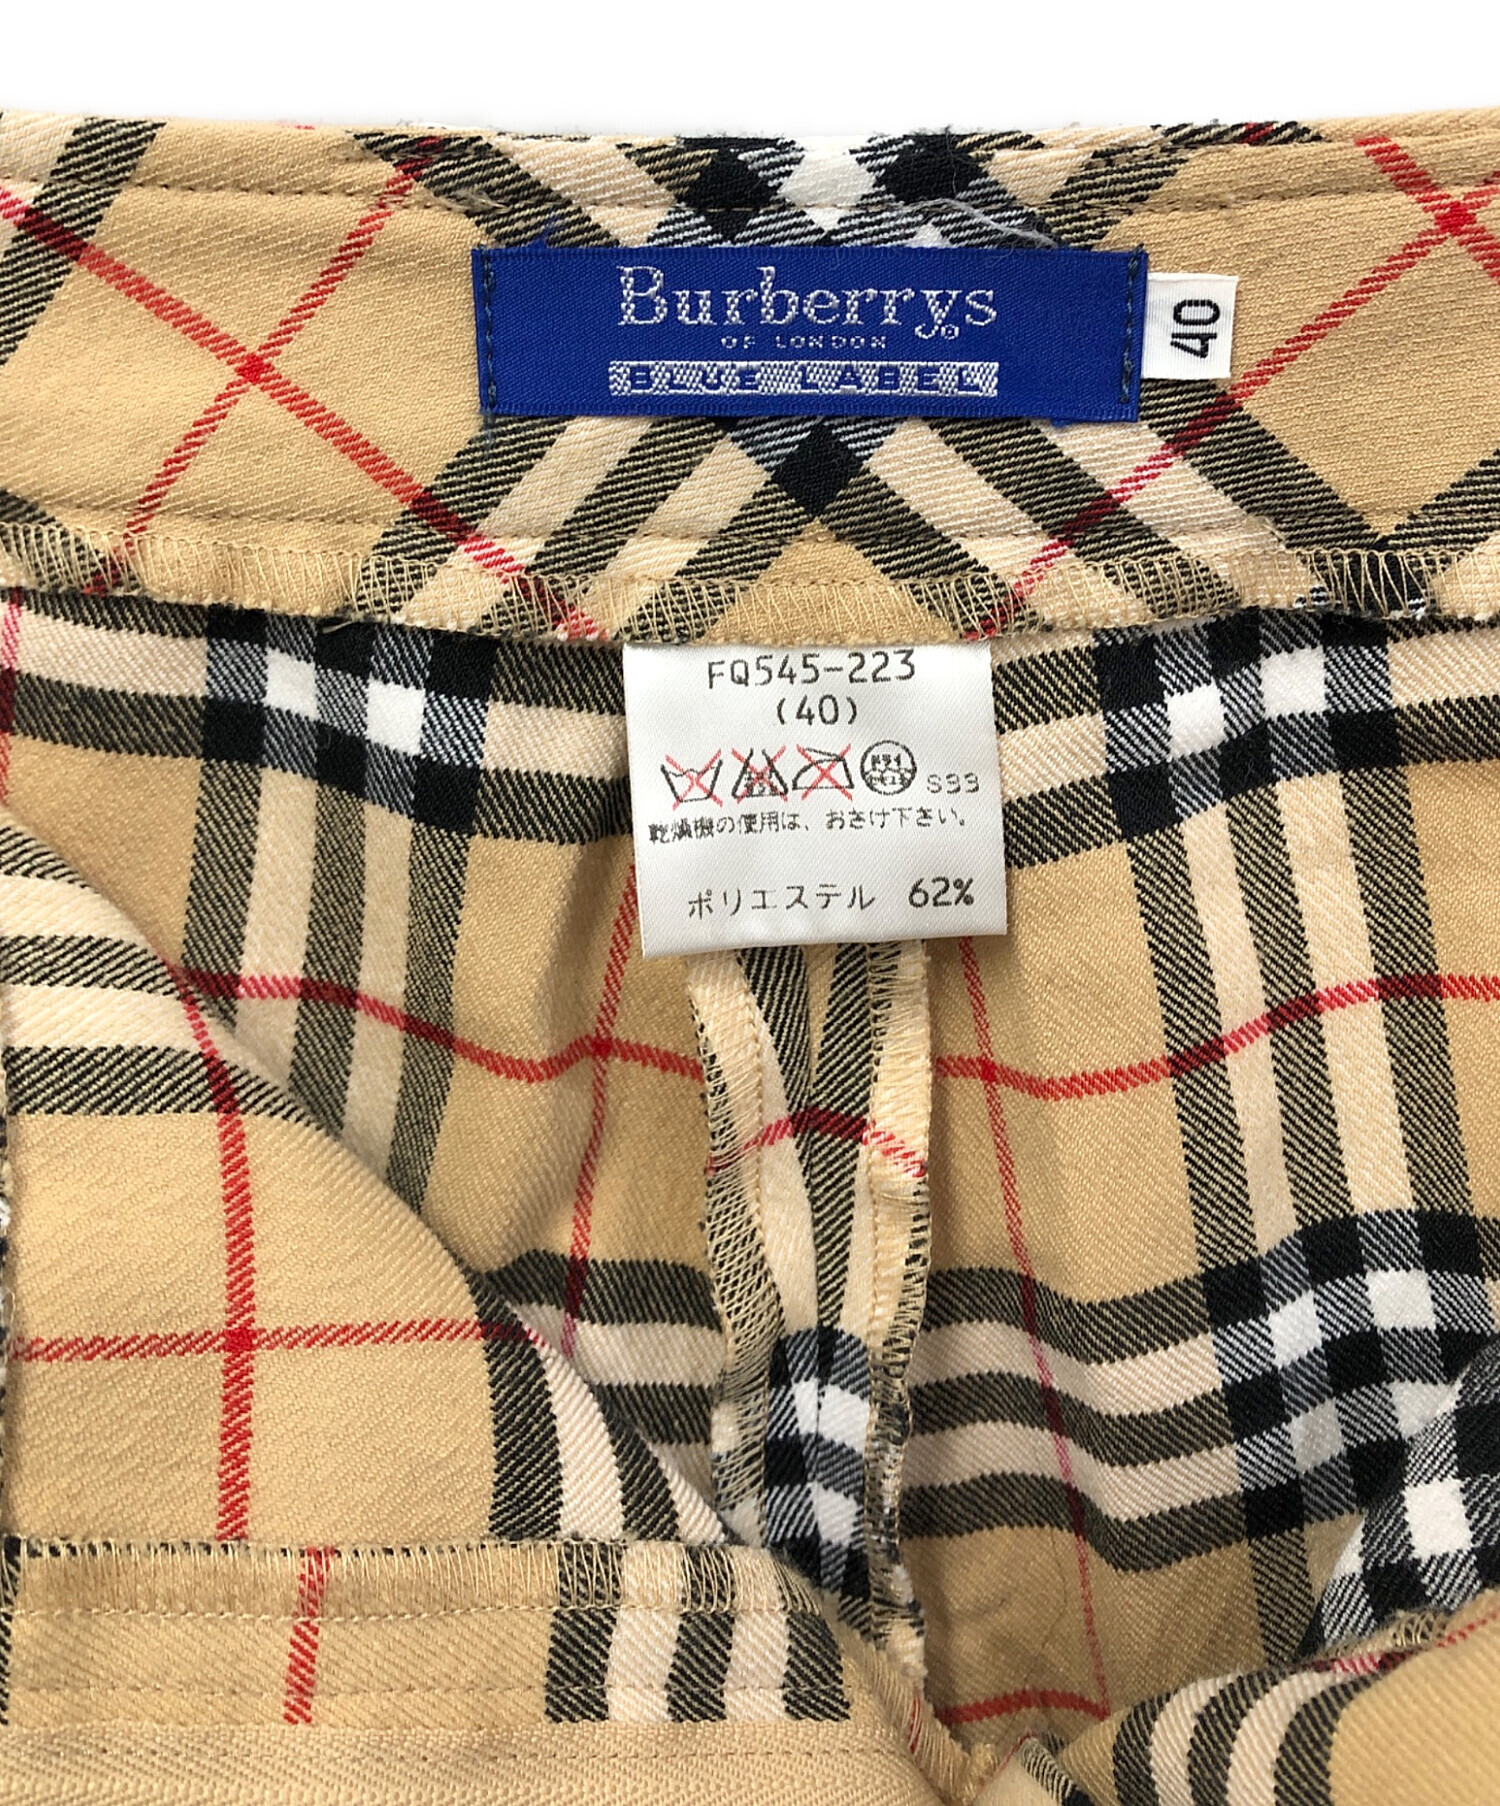 Burberrys
OF LONDON
BLUE LABEL
40
FQ545-223
(40)
S33
乾燥機の使用は、おさけ下さい。
ポリエステル 62%